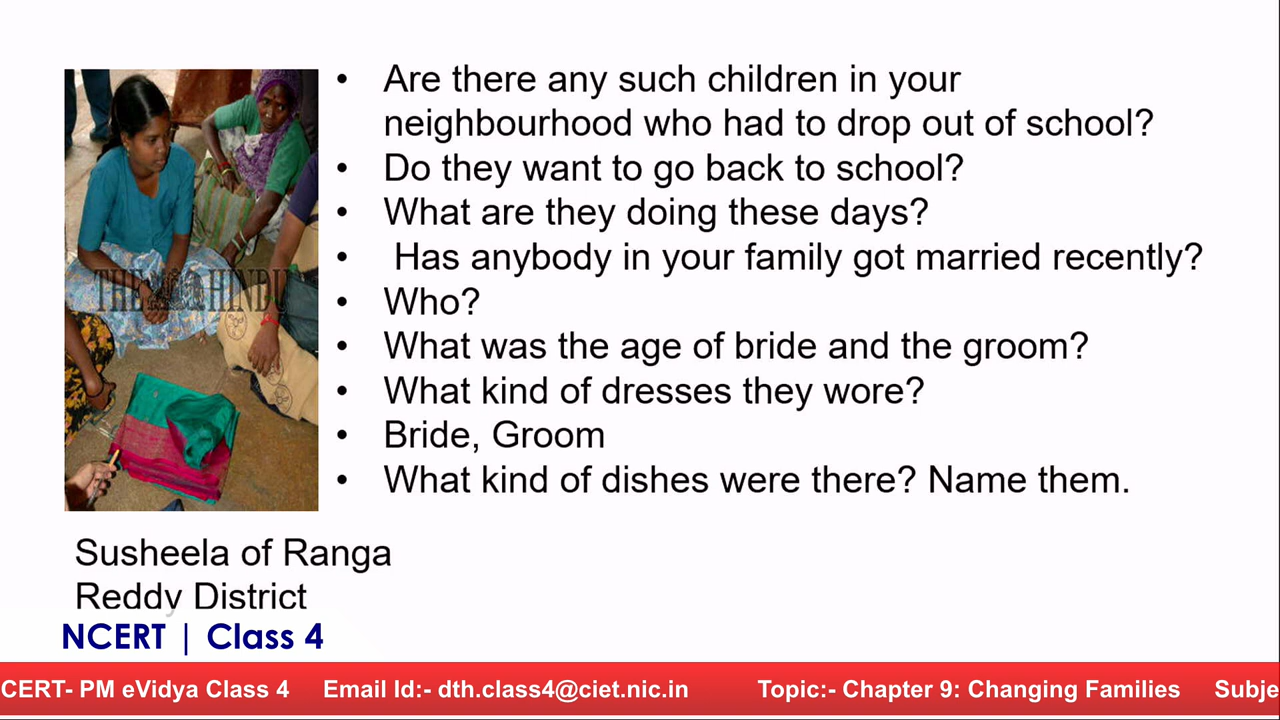 • Are there any such children in your
neighbourhood who had to drop out of school?
• Do they want to go back to school?
• What are they doing these days?
• Has anybody in your family got married recently?
• Who?
• What was the age of bride and the groom?
• What kind of dresses they wore?
• Bride, Groom
• What kind of dishes were there? Name them.
THE HINDU
Susheela of Ranga
Reddy District
NCERT | Class 4
CERT- PM eVidya Class 4 Email Id:- dth.class4@ciet.nic.in Topic:- Chapter 9: Changing Families Subje